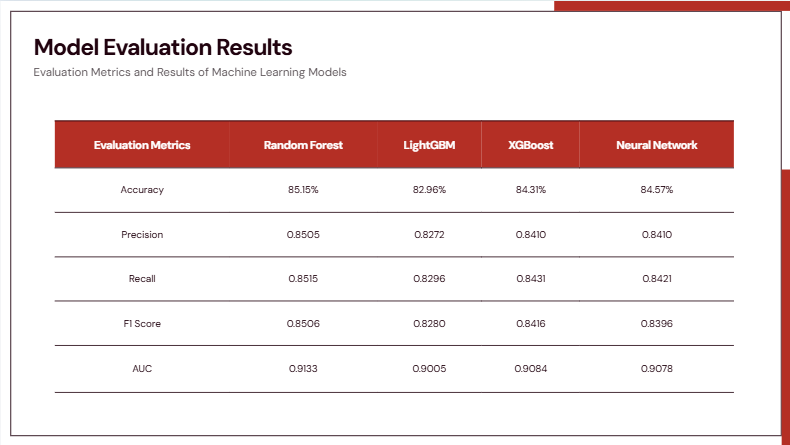 Model Evaluation Results
Evaluation Metrics and Results of Machine Learning Models
Evaluation Metrics Random Forest LightGBM XGBoost Neural Network
Accuracy 85.15% 82.96% 84.31% 84.57%
Precision 0.8505 0.8272 0.8410 0.8410
Recall 0.8515 0.8296 0.8431 0.8421
F1 Score 0.8506 0.8280 0.8416 0.8396
AUC 0.9133 0.9005 0.9084 0.9078